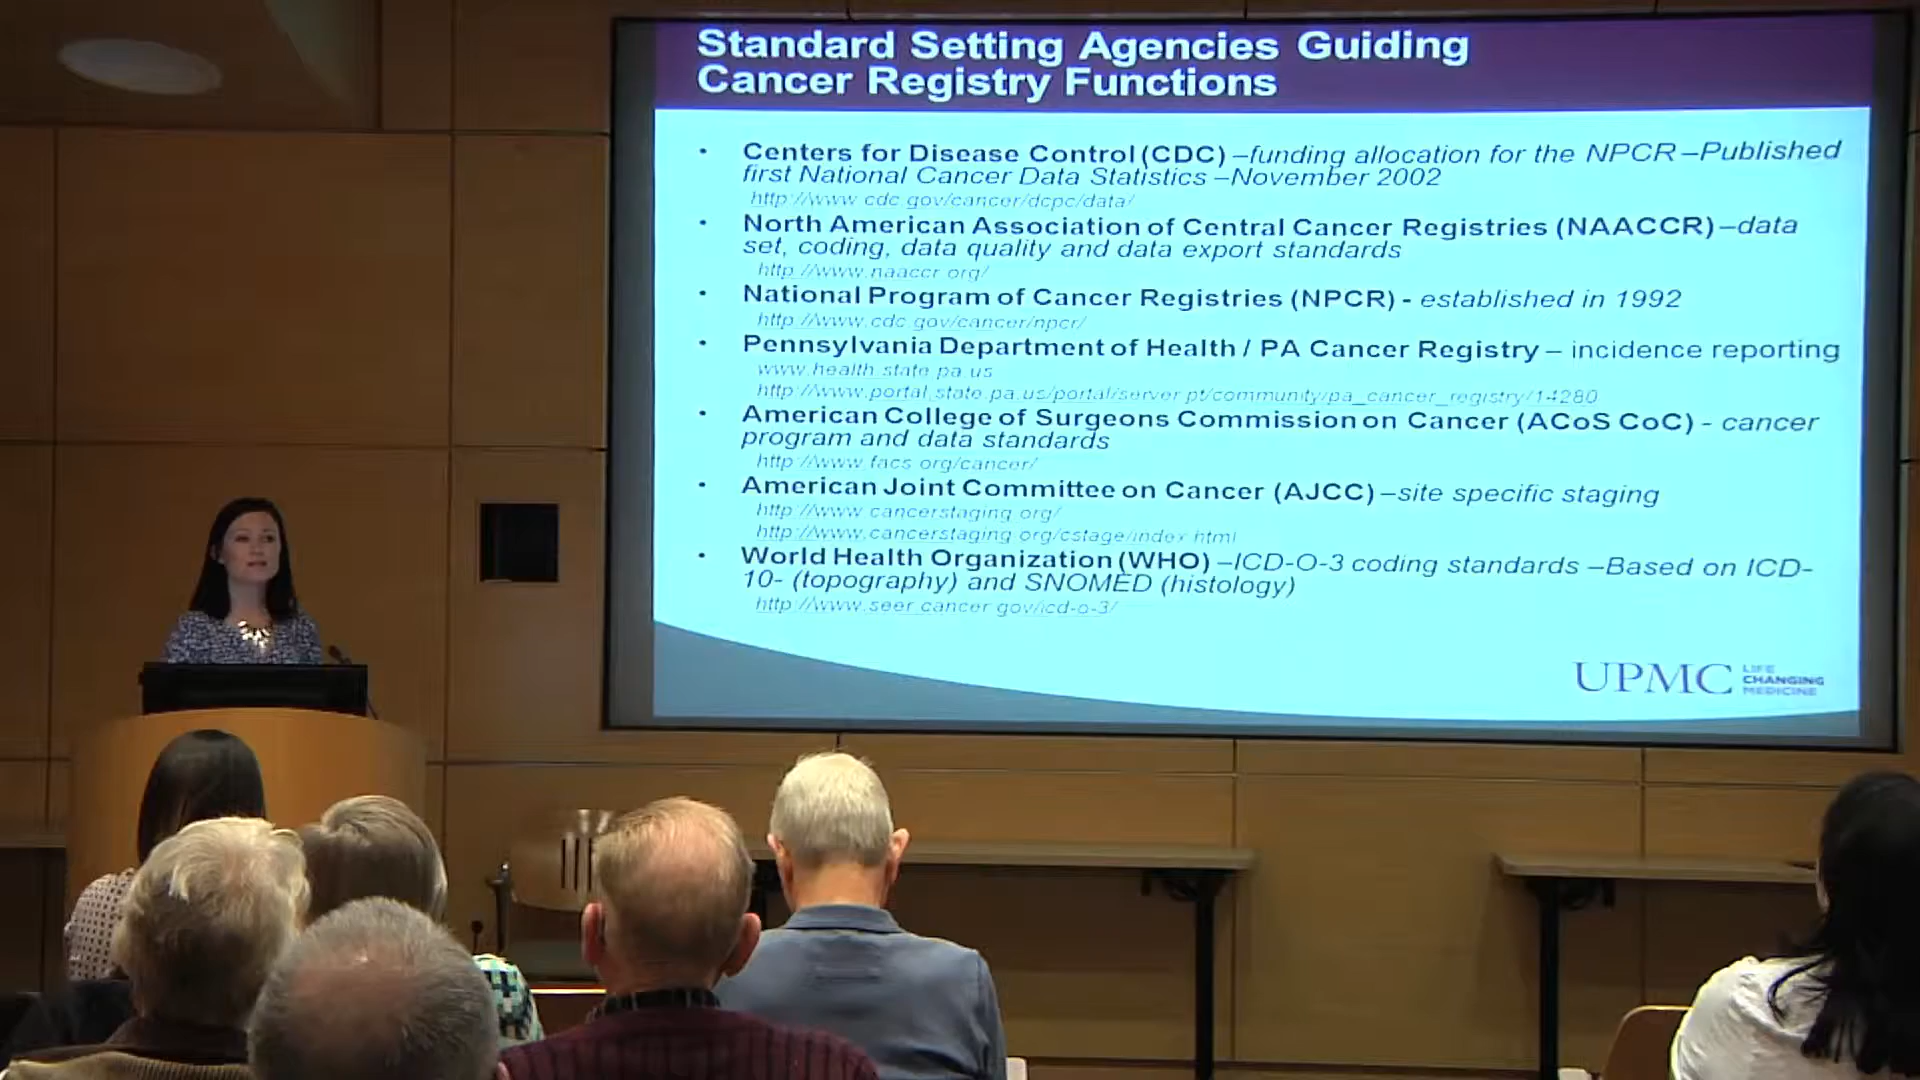 Standard Setting Agencies Guiding
Cancer Registry Functions
• Centers for Disease Control (CDC) –funding allocation for the NPCR–Published
first National Cancer Data Statistics –November 2002
http://www.cdc.gov/cancer/dcpc/data/
• North American Association of Central Cancer Registries (NAACCR) –data
set, coding, data quality and data export standards
http://www.naaccr.org/
• National Program of Cancer Registries (NPCR) - established in 1992
http://www.cdc.gov/cancer/npcr/
• Pennsylvania Department of Health / PA Cancer Registry – incidence reporting
www.health.state.pa.us
http://www.portal.state.pa.us/portal/server.pt/community/pa_cancer_registry/14280
• American College of Surgeons Commission on Cancer (ACoS CoC) - cancer
program and data standards
http://www.facs.org/cancer/
• American Joint Committee on Cancer (AJCC) –site specific staging
http://www.cancerstaging.org/
http://www.cancerstaging.org/cstage/index.html
• World Health Organization (WHO) –ICD-O-3 coding standards –Based on ICD-
10- (topography) and SNOMED (histology)
http://www.seer.cancer.gov/icd-o-3/
UPMC LIFE
CHANGING
MEDICINE